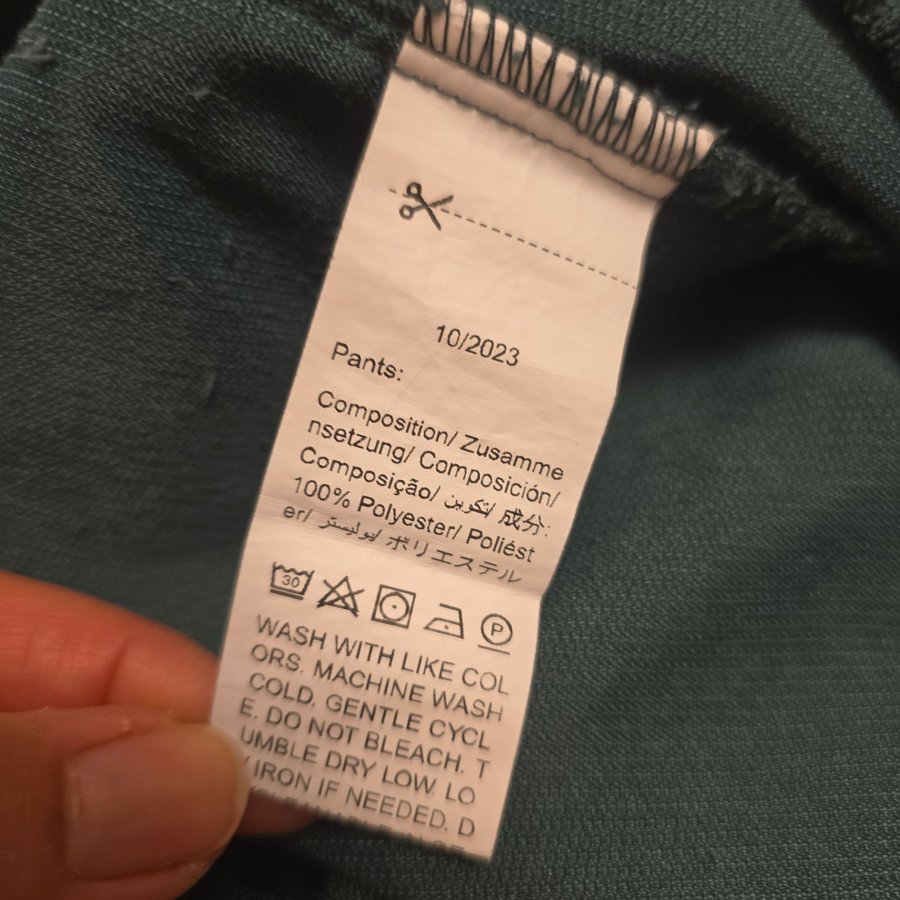 10/2023
Pants:
Composition/ Zusamme
nsetzung/ Composición/
Composição/ تكوين/ 成分:
100% Polyester/ Poliést
er/ بوليستر/ ポリエステル
30
P
WASH WITH LIKE COL
ORS. MACHINE WASH
COLD. GENTLE CYCL
E. DO NOT BLEACH. T
UMBLE DRY LOW. LO
IRON IF NEEDED. D